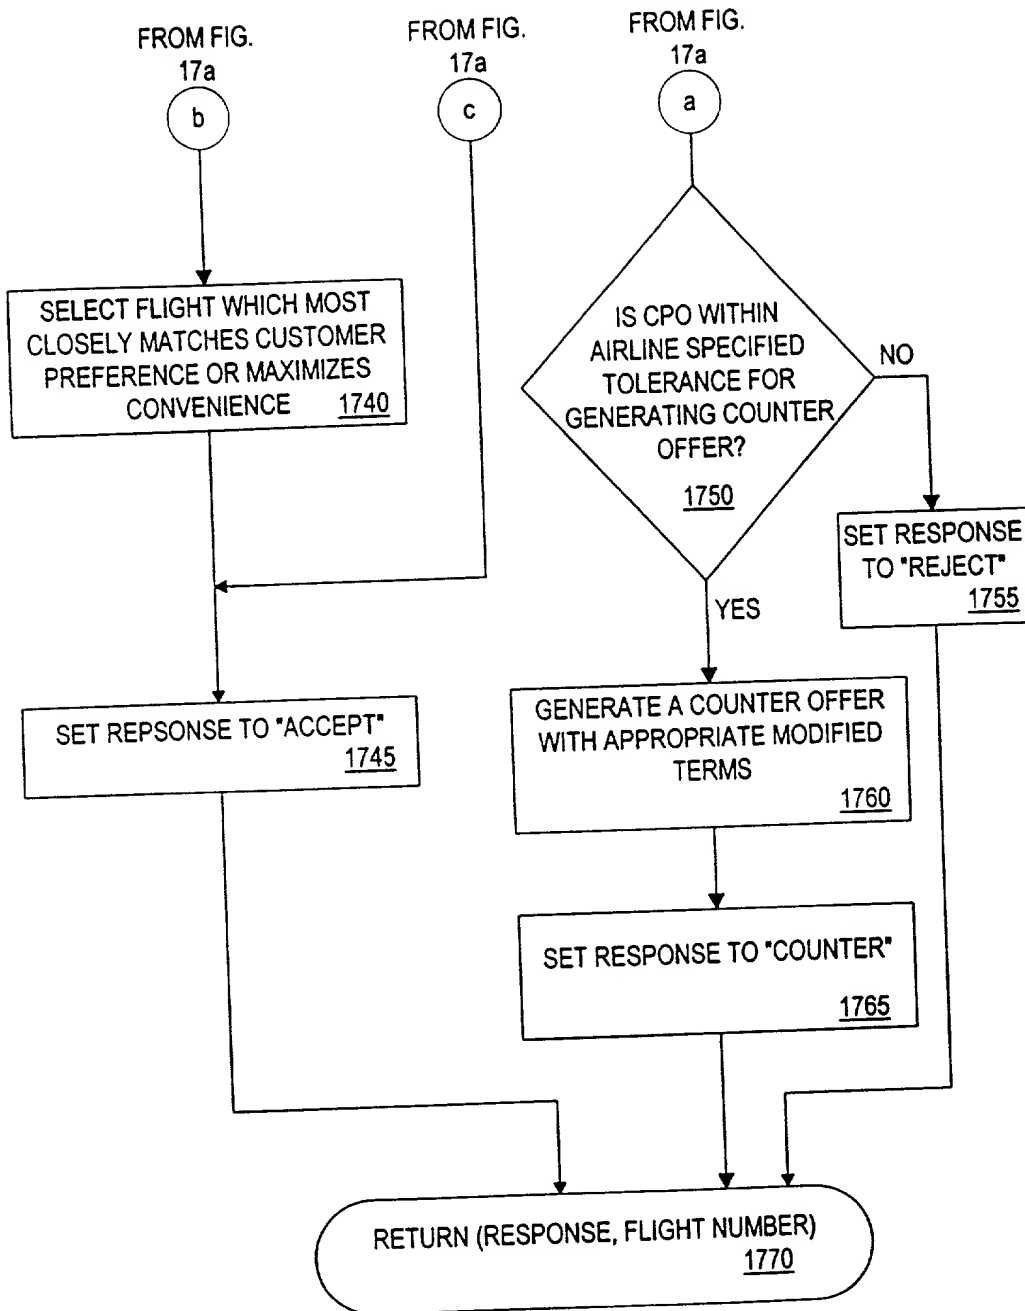 FROM FIG.
17a
b
FROM FIG.
17a
c
FROM FIG.
17a
a
SELECT FLIGHT WHICH MOST
CLOSELY MATCHES CUSTOMER
PREFERENCE OR MAXIMIZES
CONVENIENCE 1740
IS CPO WITHIN
AIRLINE SPECIFIED
TOLERANCE FOR
GENERATING COUNTER
OFFER?
1750
NO
YES
SET RESPONSE
TO "REJECT"
1755
SET REPSONSE TO "ACCEPT"
1745
GENERATE A COUNTER OFFER
WITH APPROPRIATE MODIFIED
TERMS
1760
SET RESPONSE TO "COUNTER"
1765
RETURN (RESPONSE, FLIGHT NUMBER)
1770